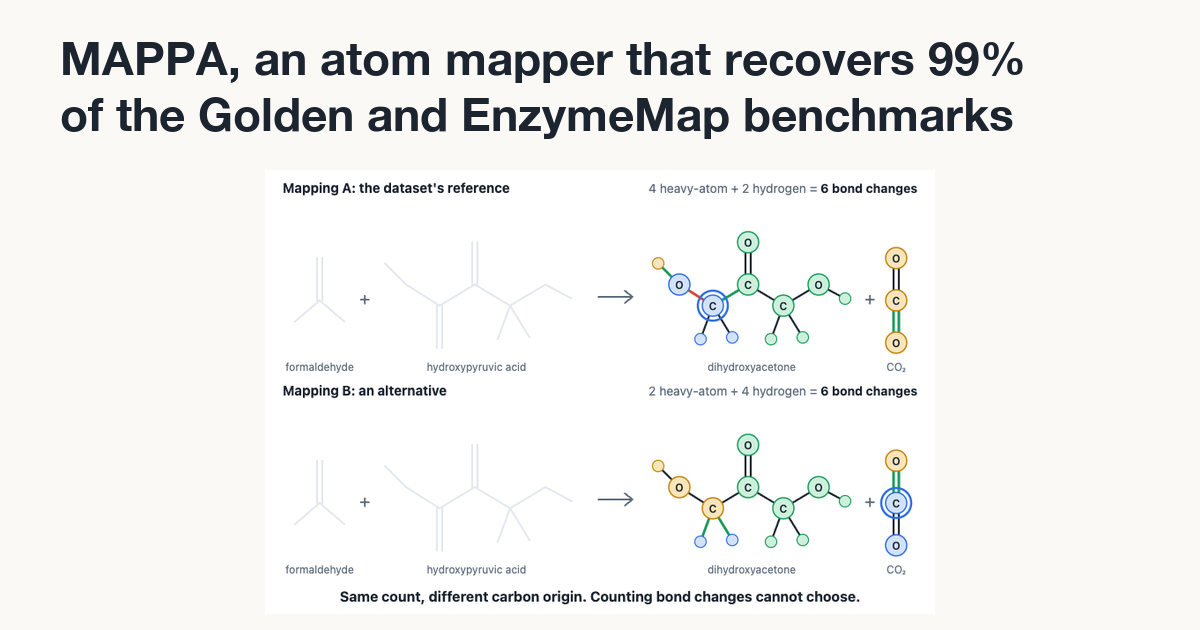 MAPPA, an atom mapper that recovers 99%
of the Golden and EnzymeMap benchmarks
Mapping A: the dataset's reference
4 heavy-atom + 2 hydrogen = 6 bond changes
O
O
O
C
C
O
C
C
O
+
+
formaldehyde
hydroxypyruvic acid
dihydroxyacetone
CO₂
Mapping B: an alternative
2 heavy-atom + 4 hydrogen = 6 bond changes
O
O
O
C
O
C
C
+
+
C
O
formaldehyde
hydroxypyruvic acid
dihydroxyacetone
CO₂
Same count, different carbon origin. Counting bond changes cannot choose.